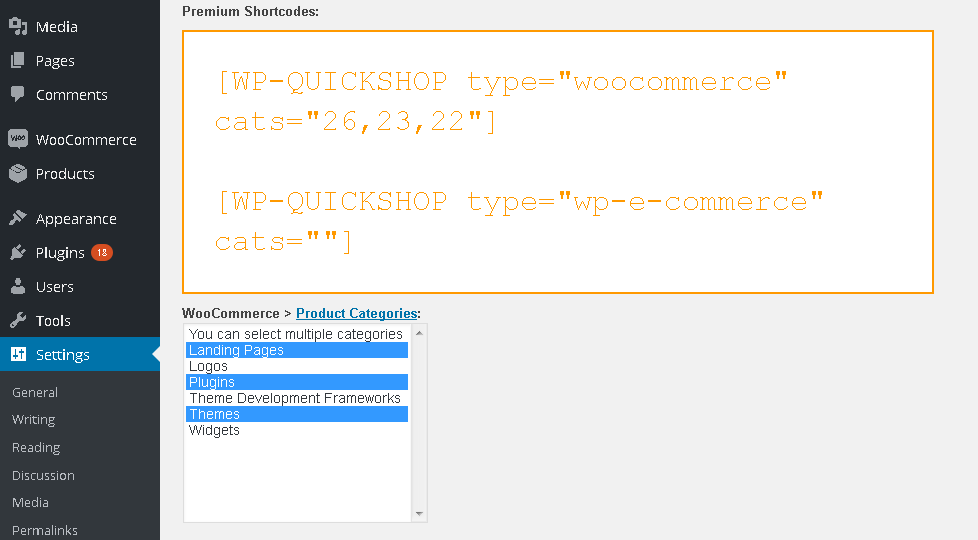 Media
Pages
Comments
woo WooCommerce
Products
Appearance
Plugins 18
Users
Tools
Settings
General
Writing
Reading
Discussion
Media
Permalinks
Premium Shortcodes:
[WP-QUICKSHOP type="woocommerce"
cats="26,23,22"]
[WP-QUICKSHOP type="wp-e-commerce"
cats=""]
WooCommerce > Product Categories:
You can select multiple categories
Landing Pages
Logos
Plugins
Theme Development Frameworks
Themes
Widgets